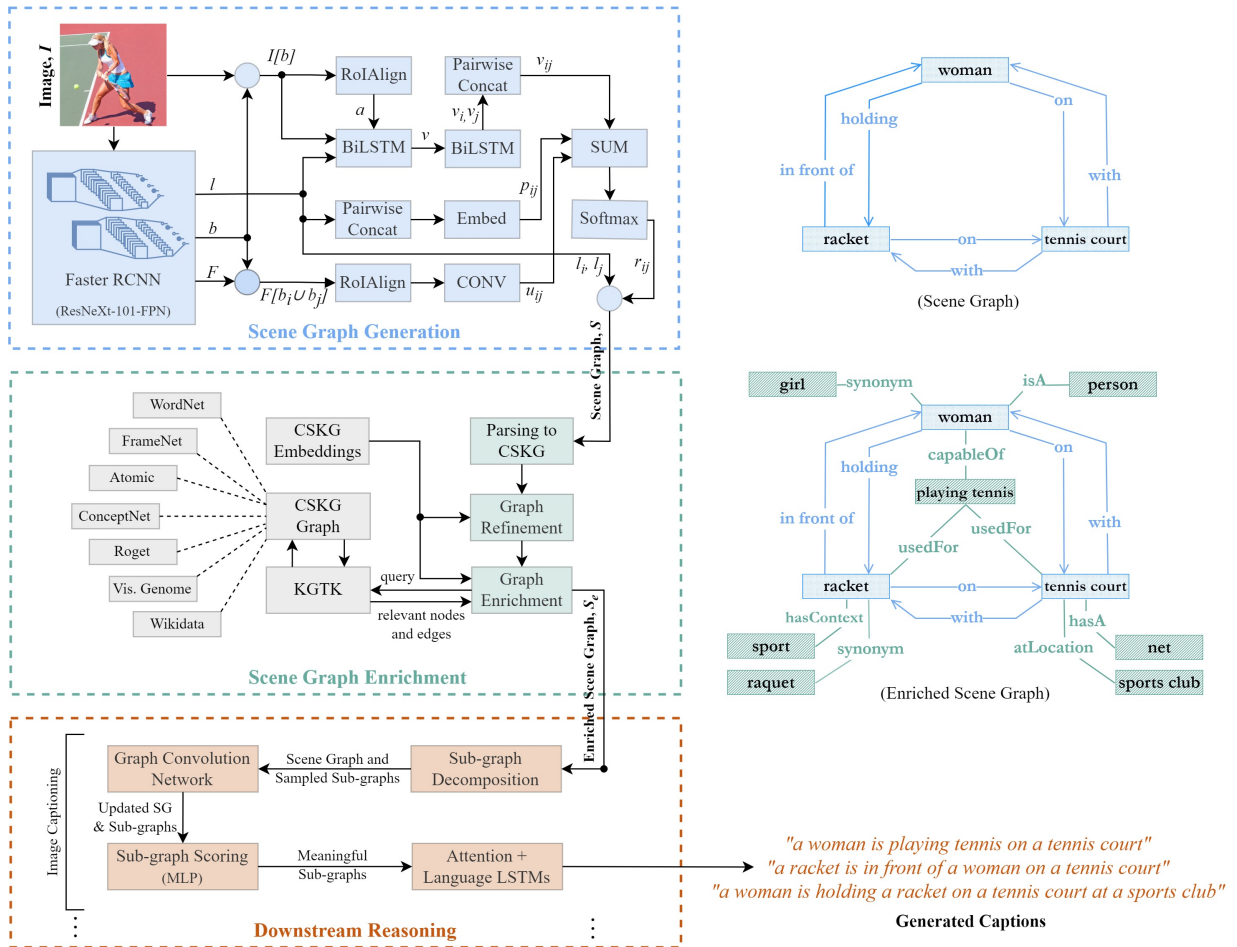 Image, I
I[b]
RoIAlign
Pairwise
Concat
v_ij
a
v_i,v_j
BiLSTM
v
BiLSTM
SUM
l
p_ij
Pairwise
Concat
Embed
Softmax
b
Faster RCNN
(ResNeXt-101-FPN)
F
F[b_i∪ b_j]
RoIAlign
CONV
u_ij
l_i, l_j
r_ij
Scene Graph Generation
Scene Graph, S
woman
on
holding
in front of
with
racket
on
tennis court
with
(Scene Graph)
WordNet
FrameNet
Atomic
ConceptNet
Roget
Vis. Genome
Wikidata
CSKG
Embeddings
CSKG
Graph
KGTK
Parsing to
CSKG
Graph
Refinement
Graph
Enrichment
query
relevant nodes
and edges
Scene Graph Enrichment
Enriched Scene Graph, S_e
girl
synonym
isA
person
woman
capableOf
on
holding
playing tennis
in front of
with
usedFor
usedFor
racket
on
tennis court
with
hasContext
hasA
sport
synonym
atLocation
net
raquet
sports club
(Enriched Scene Graph)
Image Captioning
Graph Convolution
Network
Scene Graph and
Sampled Sub-graphs
Sub-graph
Decomposition
Updated SG
& Sub-graphs
Sub-graph Scoring
(MLP)
Meaningful
Sub-graphs
Attention +
Language LSTMs
Downstream Reasoning
"a woman is playing tennis on a tennis court"
"a racket is in front of a woman on a tennis court"
"a woman is holding a racket on a tennis court at a sports club"
Generated Captions